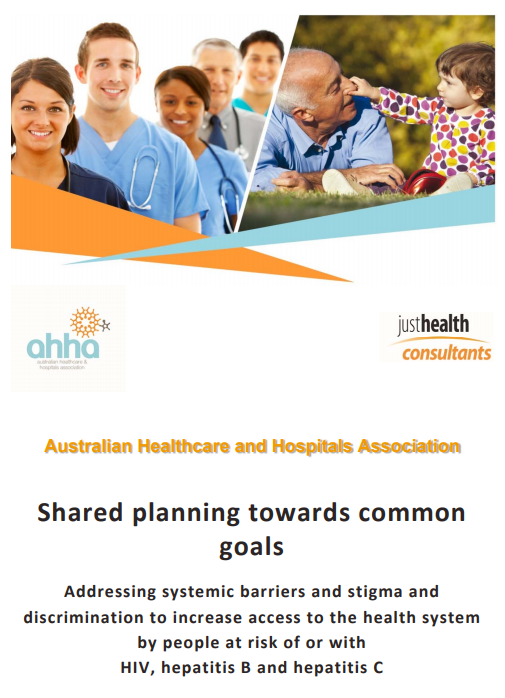 ahha
australian healthcare &
hospitals association
justhealth
consultants
Australian Healthcare and Hospitals Association
Shared planning towards common
goals
Addressing systemic barriers and stigma and
discrimination to increase access to the health system
by people at risk of or with
HIV, hepatitis B and hepatitis C